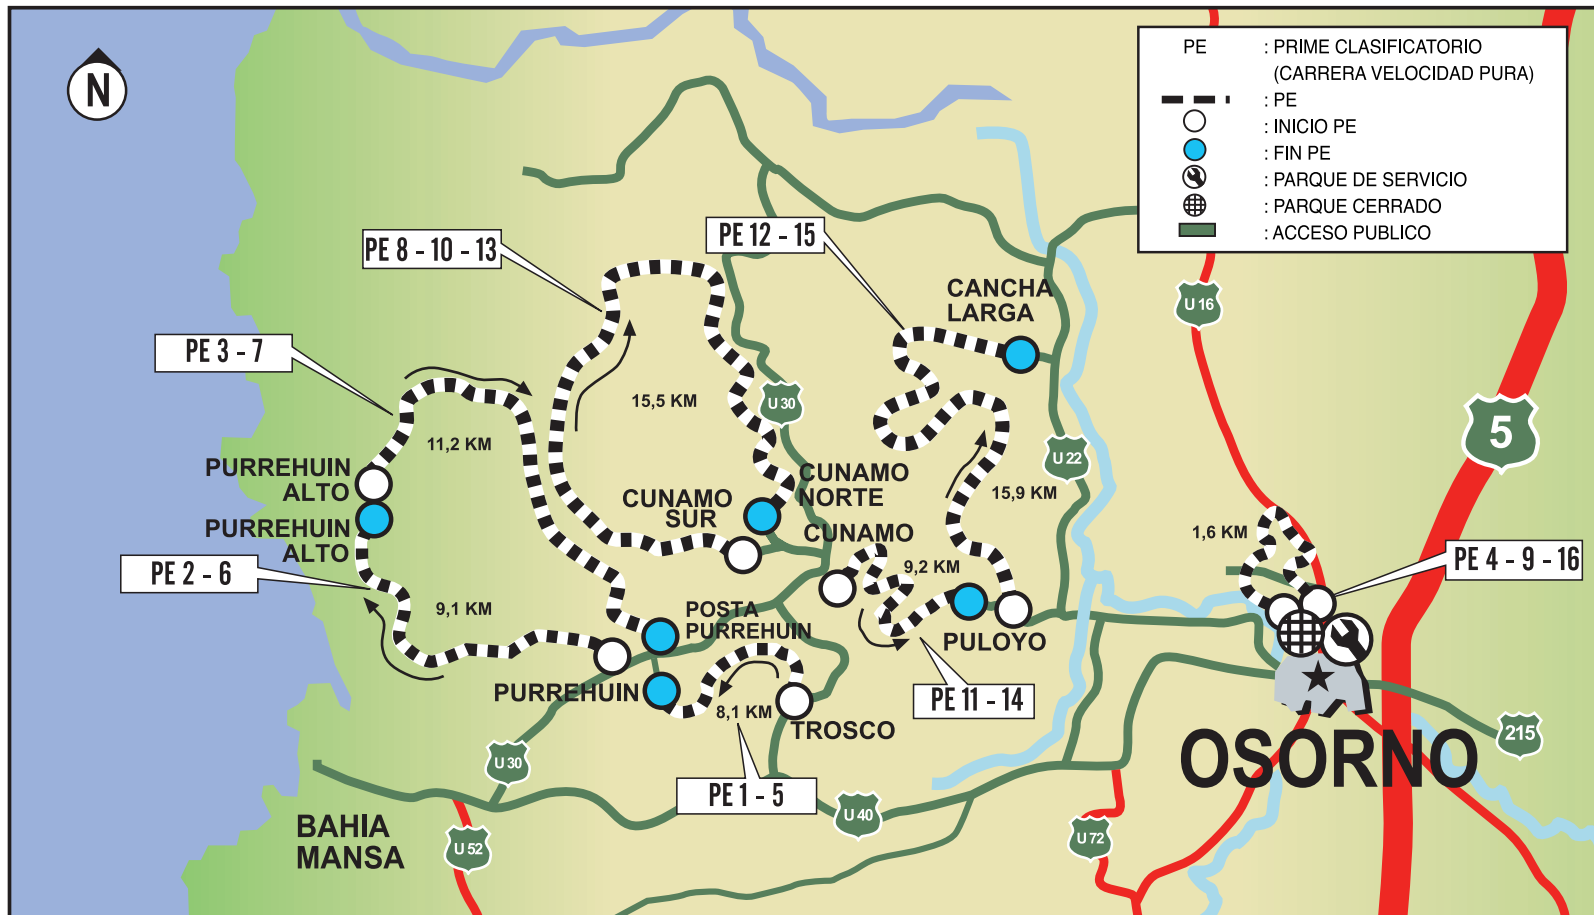 N
PE : PRIME CLASIFICATORIO
(CARRERA VELOCIDAD PURA)
: PE
: INICIO PE
: FIN PE
: PARQUE DE SERVICIO
: PARQUE CERRADO
: ACCESO PUBLICO
PE 8 - 10 - 13
PE 12 - 15
CANCHA
LARGA
U 16
PE 3 - 7
15,5 KM
U 30
5
11,2 KM
U 22
PURREHUIN
ALTO
CUNAMO
NORTE
CUNAMO
SUR
15,9 KM
PURREHUIN
ALTO
CUNAMO
1,6 KM
PE 4 - 9 - 16
PE 2 - 6
9,2 KM
9,1 KM
POSTA
PURREHUIN
PULOYO
PURREHUIN
PE 11 - 14
8,1 KM
TROSCO
215
OSORNO
U 30
PE 1 - 5
U 40
BAHIA
MANSA
U 52
U 72